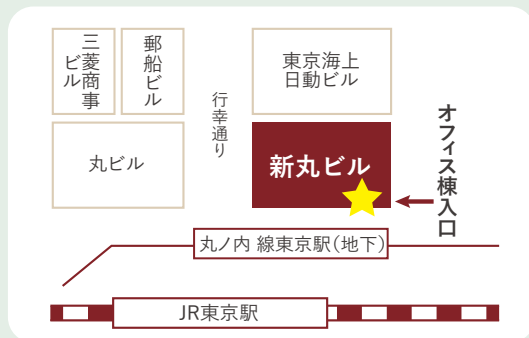 三菱商事
ビル
郵船ビル
東京海上
日動ビル
行幸通り
丸ビル
新丸ビル
オフィス棟入口
丸ノ内 線東京駅(地下)
JR東京駅